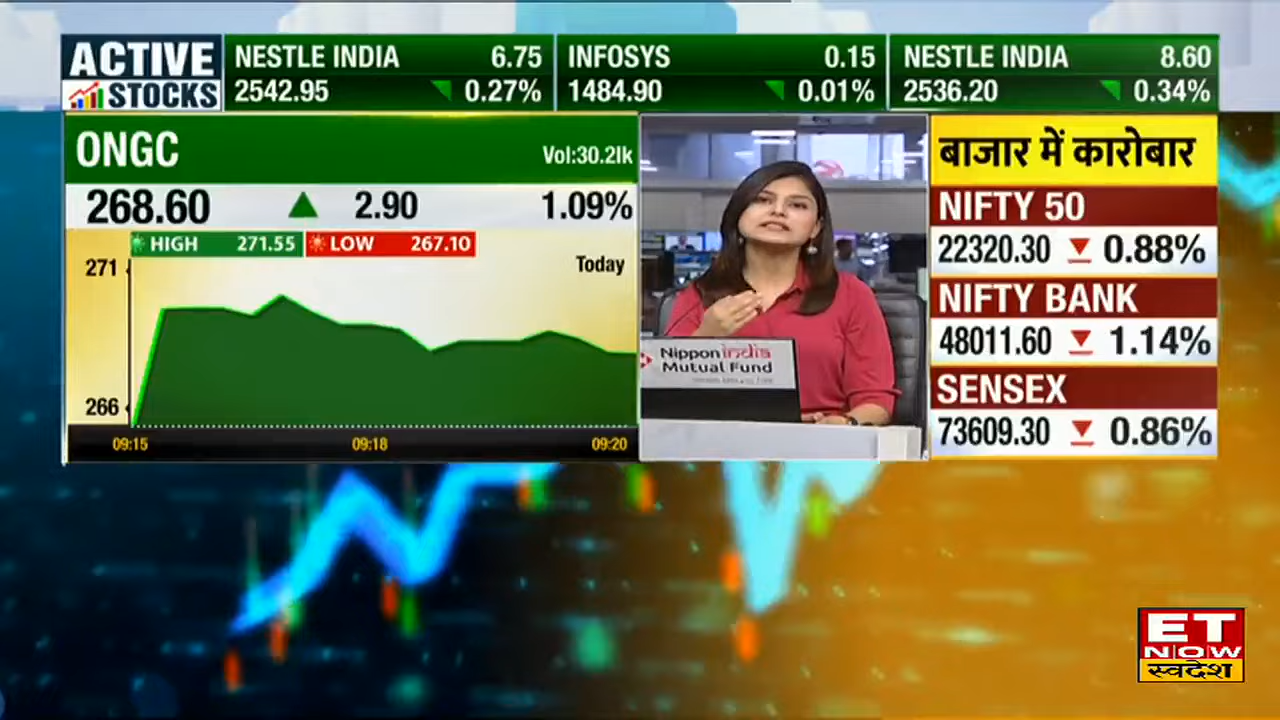 ACTIVE
STOCKS
NESTLE INDIA 6.75
2542.95 0.27%
INFOSYS 0.15
1484.90 0.01%
NESTLE INDIA 8.60
2536.20 0.34%
ONGC Vol:30.2lk
268.60 2.90 1.09%
HIGH 271.55 LOW 267.10
Today
271
266
09:15 09:18 09:20
Nippon india
Mutual Fund
बाजार में कारोबार
NIFTY 50
22320.30 0.88%
NIFTY BANK
48011.60 1.14%
SENSEX
73609.30 0.86%
ET
NOW
स्वदेश